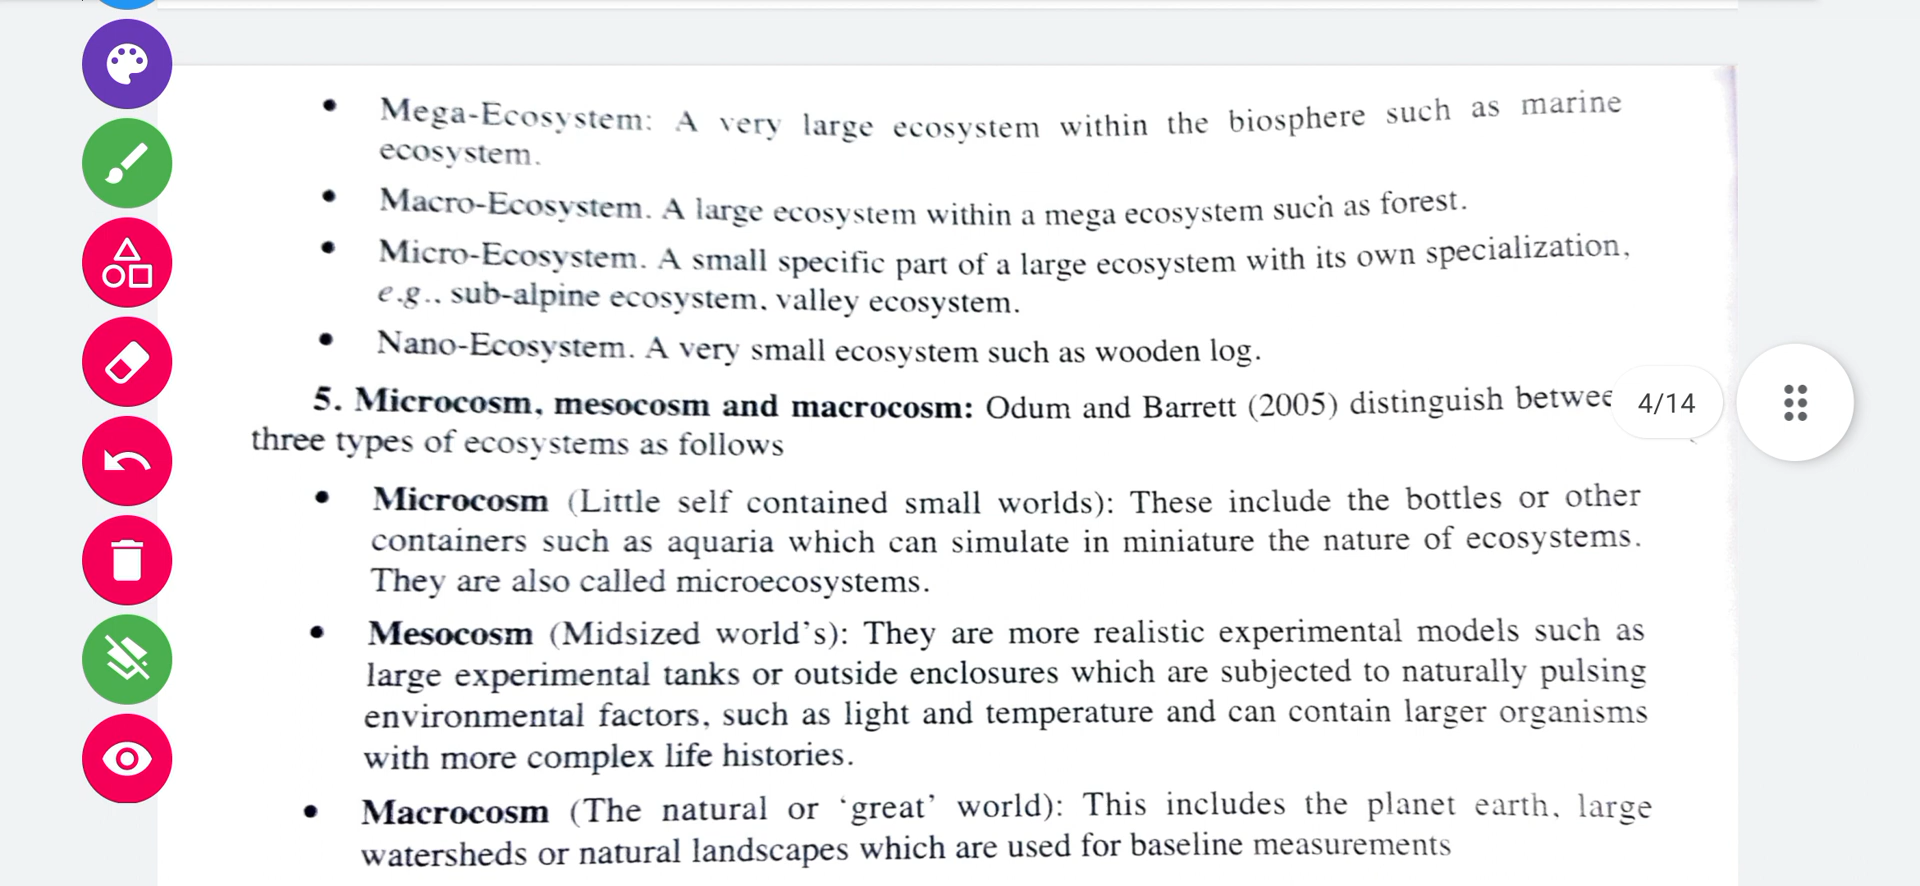 • Mega-Ecosystem: A very large ecosystem within the biosphere such as marine
ecosystem.
• Macro-Ecosystem. A large ecosystem within a mega ecosystem such as forest.
• Micro-Ecosystem. A small specific part of a large ecosystem with its own specialization,
e.g., sub-alpine ecosystem, valley ecosystem.
• Nano-Ecosystem. A very small ecosystem such as wooden log.
5. Microcosm, mesocosm and macrocosm: Odum and Barrett (2005) distinguish betwee
4/14
three types of ecosystems as follows
• Microcosm (Little self contained small worlds): These include the bottles or other
containers such as aquaria which can simulate in miniature the nature of ecosystems.
They are also called microecosystems.
• Mesocosm (Midsized world's): They are more realistic experimental models such as
large experimental tanks or outside enclosures which are subjected to naturally pulsing
environmental factors, such as light and temperature and can contain larger organisms
with more complex life histories.
• Macrocosm (The natural or 'great' world): This includes the planet earth, large
watersheds or natural landscapes which are used for baseline measurements